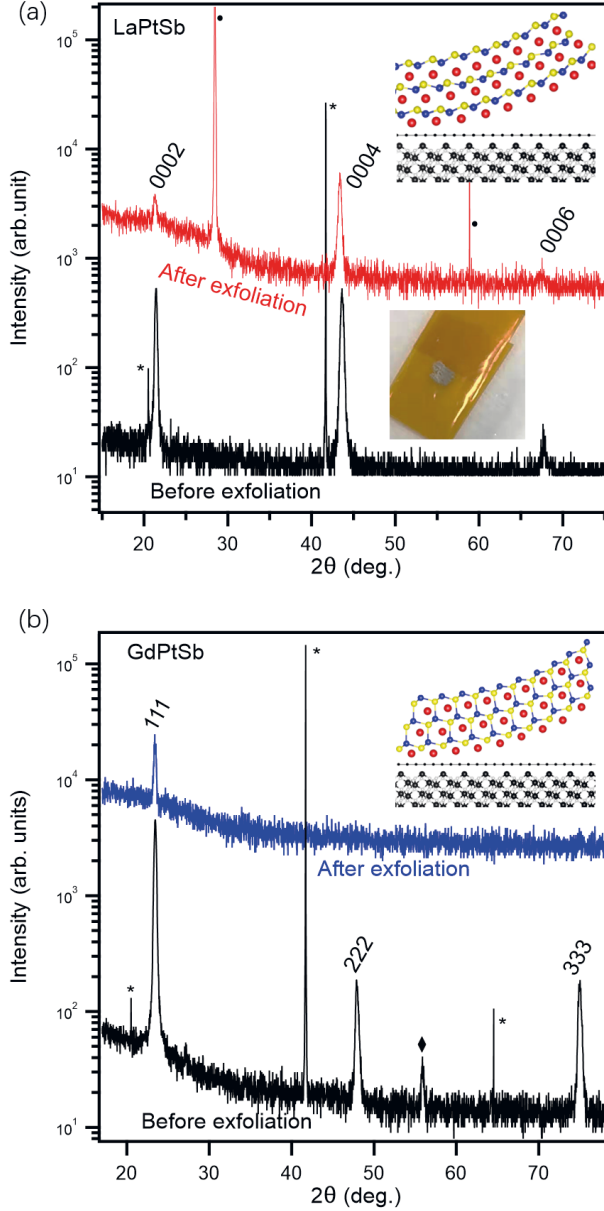 (a)
LaPtSb
10⁵
10⁴
10³
10²
10¹
Intensity (arb.unit)
0002
•
*
0004
•
0006
After exfoliation
*
Before exfoliation
20 30 40 50 60 70
2θ (deg.)
(b)
GdPtSb
10⁵
10⁴
10³
10²
10¹
Intensity (arb. units)
*
111
After exfoliation
*
222
♦
*
333
Before exfoliation
20 30 40 50 60 70
2θ (deg.)